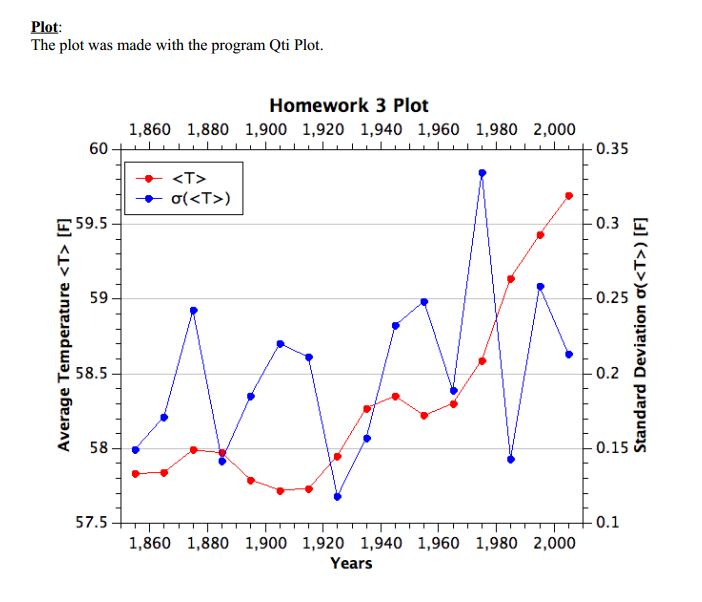 Plot:
The plot was made with the program Qti Plot.
Homework 3 Plot
1,860 1,880 1,900 1,920 1,940 1,960 1,980 2,000
60
59.5
59
58.5
58
57.5
Average Temperature <T> [F]
<T>
σ(<T>)
0.35
0.3
0.25
0.2
0.15
0.1
Standard Deviation σ(<T>) [F]
1,860 1,880 1,900 1,920 1,940 1,960 1,980 2,000
Years